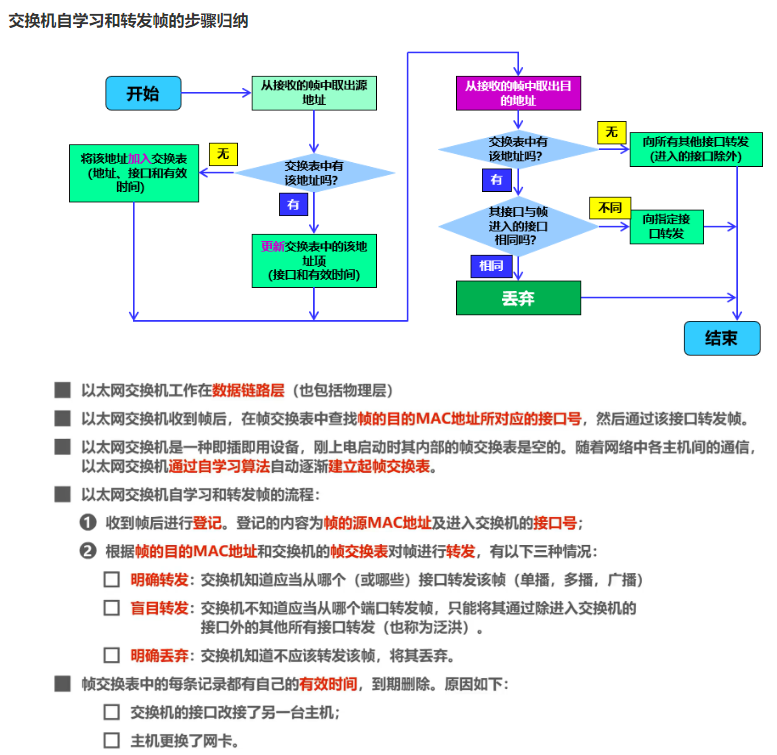 交换机自学习和转发帧的步骤归纳
开始
从接收的帧中取出源
地址
交换表中有
该地址吗?
无
将该地址加入交换表
(地址、接口和有效
时间)
有
更新交换表中的该地
址项
(接口和有效时间)
从接收的帧中取出目
的地址
交换表中有
该地址吗?
无
向所有其他接口转发
(进入的接口除外)
有
其接口与帧
进入的接口
相同吗?
不同
向指定接
口转发
相同
丢弃
结束
以太网交换机工作在数据链路层（也包括物理层）
以太网交换机收到帧后，在帧交换表中查找帧的目的MAC地址所对应的接口号，然后通过该接口转发帧。
以太网交换机是一种即插即用设备，刚上电启动时其内部的帧交换表是空的。随着网络中各主机间的通信，
以太网交换机通过自学习算法自动逐渐建立起帧交换表。
以太网交换机自学习和转发帧的流程：
❶ 收到帧后进行登记。登记的内容为帧的源MAC地址及进入交换机的接口号；
❷ 根据帧的目的MAC地址和交换机的帧交换表对帧进行转发，有以下三种情况：
明确转发：交换机知道应当从哪个（或哪些）接口转发该帧（单播，多播，广播）
盲目转发：交换机不知道应当从哪个端口转发帧，只能将其通过除进入交换机的
接口外的其他所有接口转发（也称为泛洪）。
明确丢弃：交换机知道不应该转发该帧，将其丢弃。
帧交换表中的每条记录都有自己的有效时间，到期删除。原因如下：
交换机的接口改接了另一台主机；
主机更换了网卡。